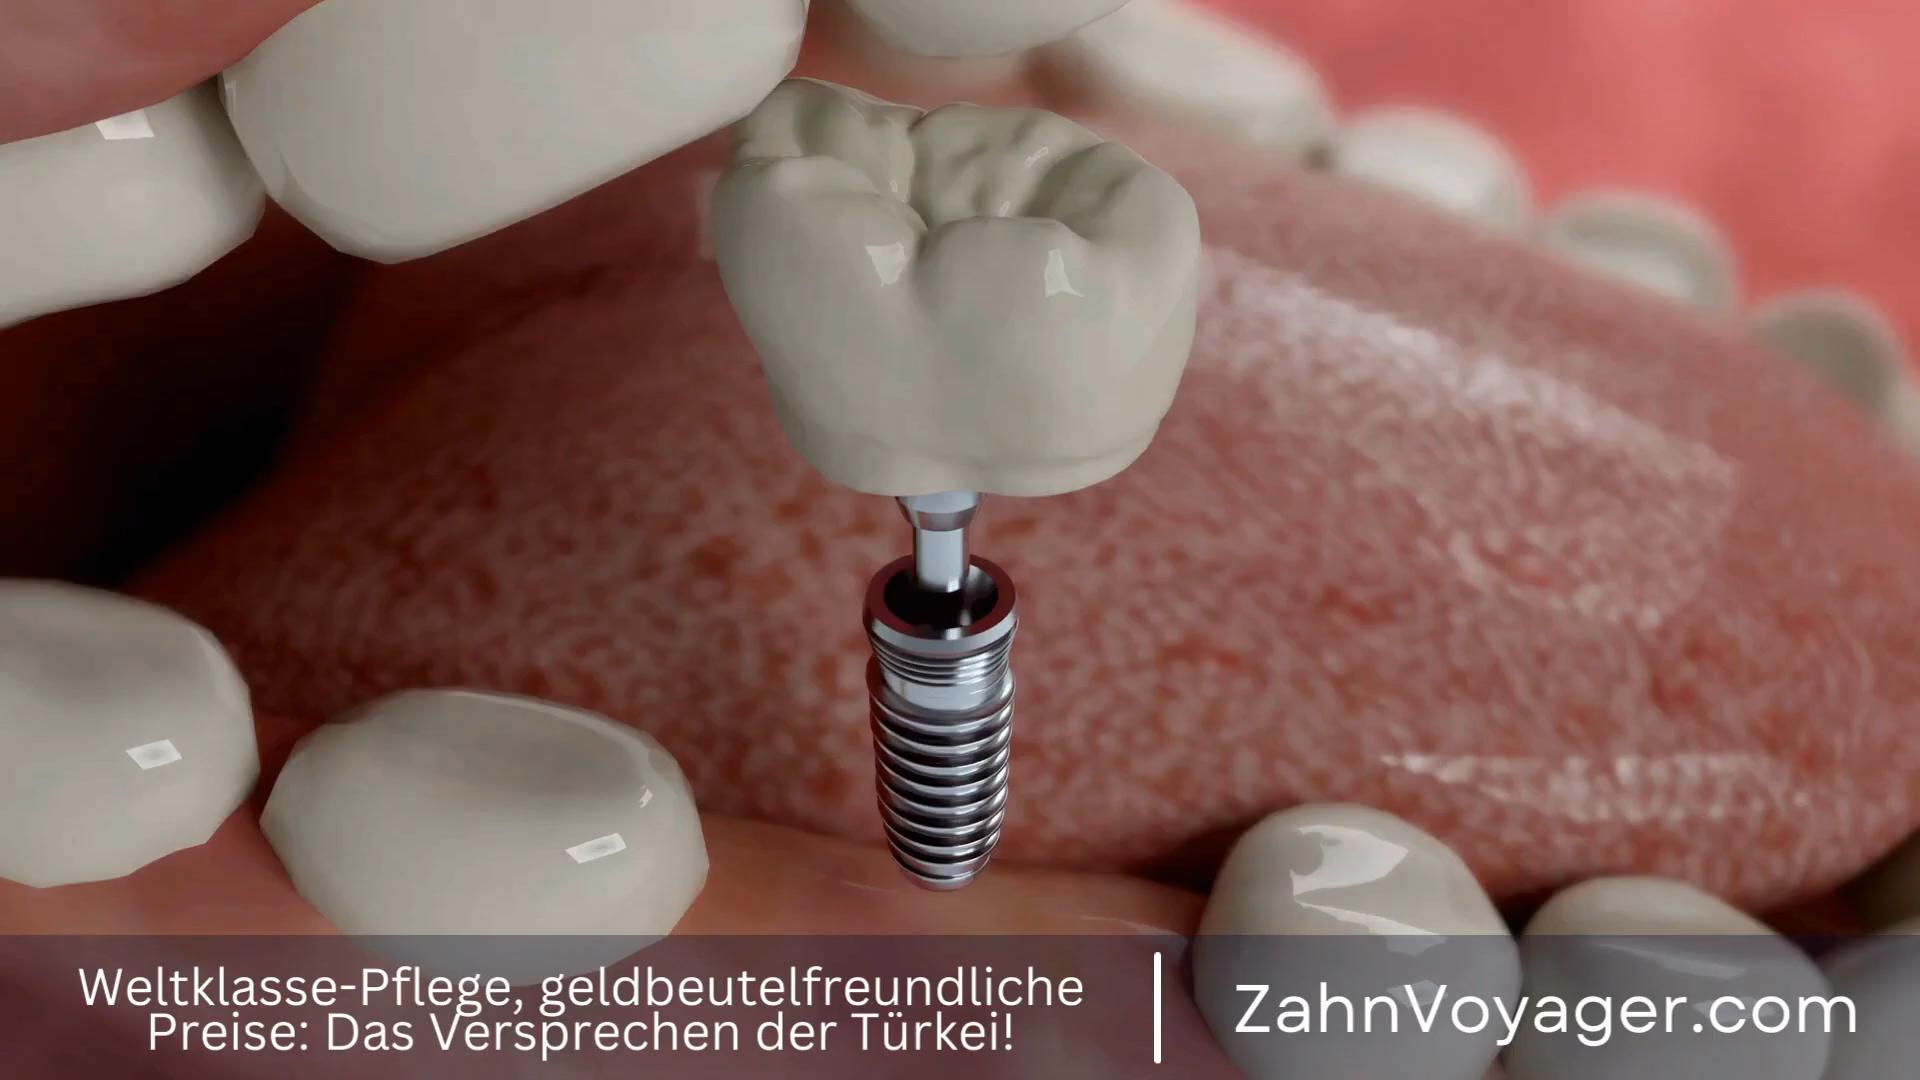 Weltklasse-Pflege, geldbeutelfreundliche
Preise: Das Versprechen der Türkei!
ZahnVoyager.com